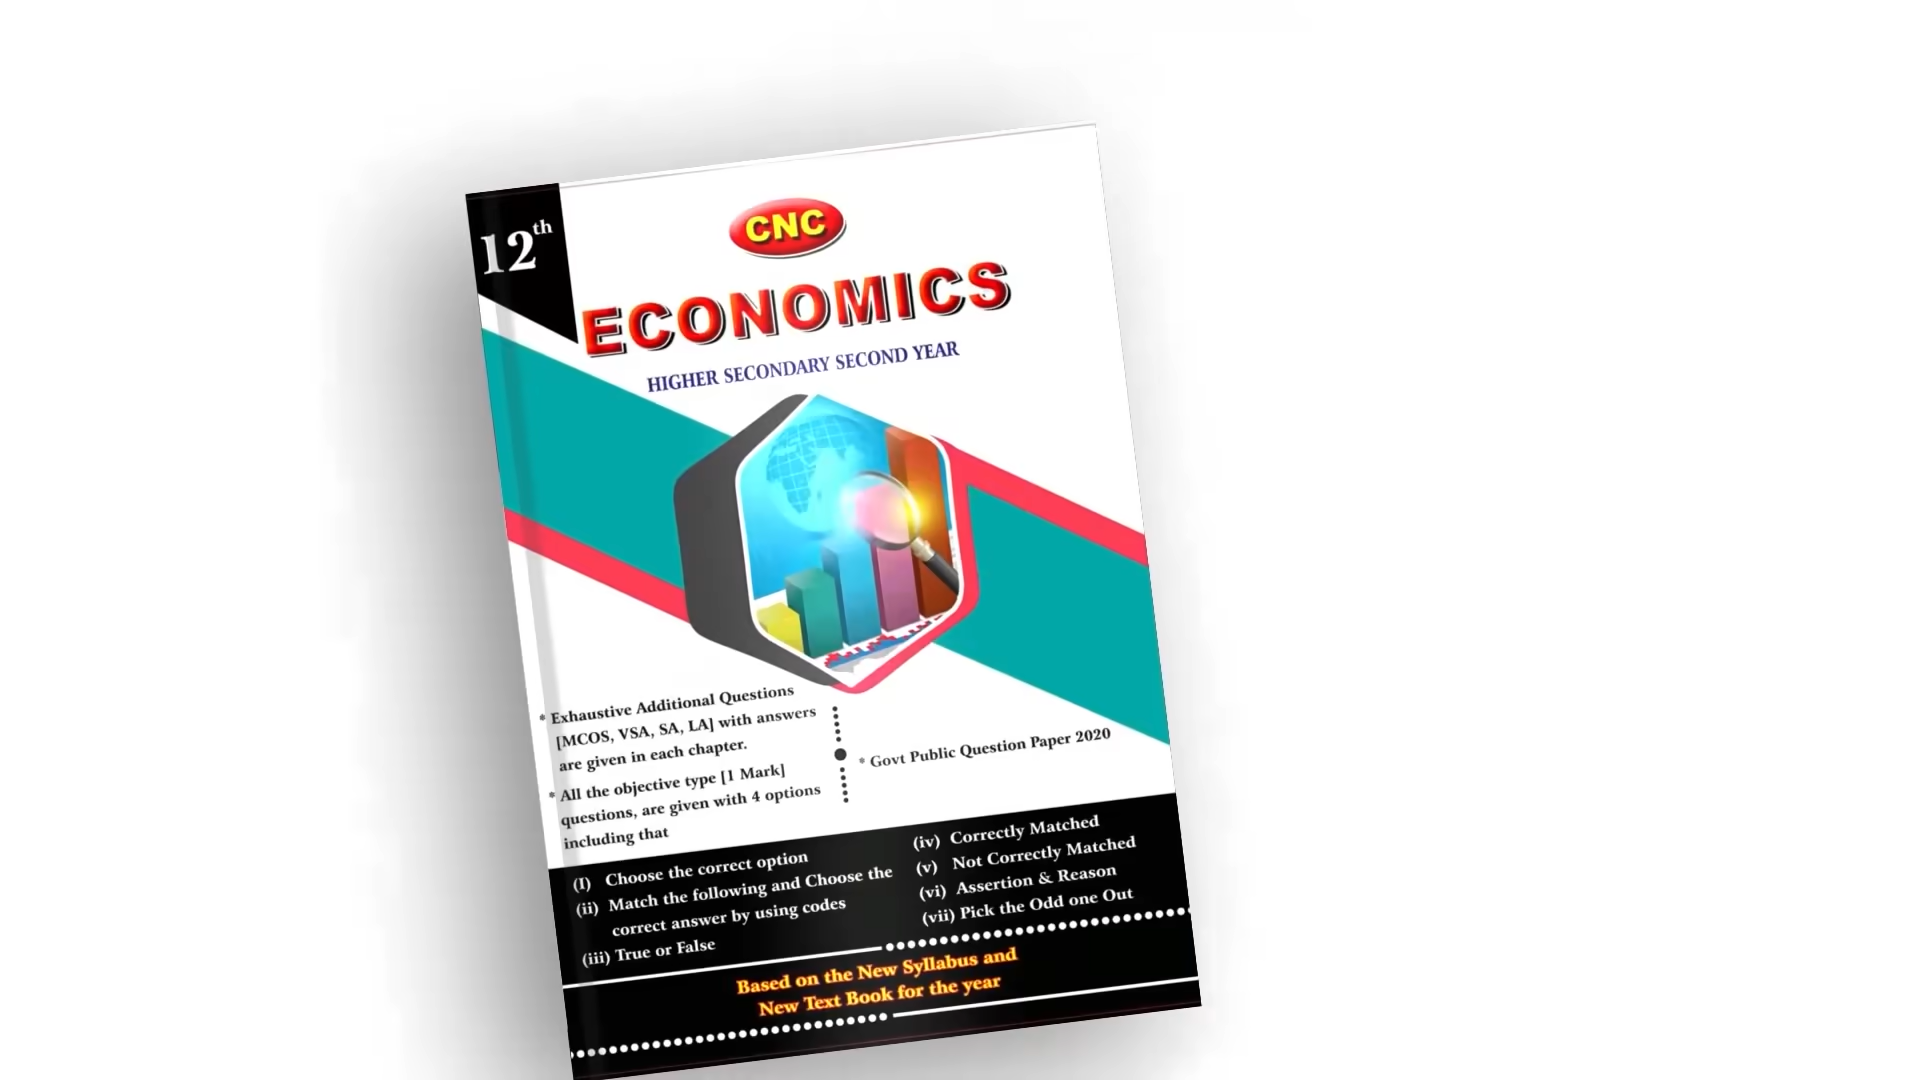 12th
CNC
ECONOMICS
HIGHER SECONDARY SECOND YEAR
* Exhaustive Additional Questions
[MCOS, VSA, SA, LA] with answers
are given in each chapter.
* All the objective type [1 Mark]
questions, are given with 4 options
including that
* Govt Public Question Paper 2020
(I) Choose the correct option
(ii) Match the following and Choose the
correct answer by using codes
(iii) True or False
(iv) Correctly Matched
(v) Not Correctly Matched
(vi) Assertion & Reason
(vii) Pick the Odd one Out
Based on the New Syllabus and
New Text Book for the year